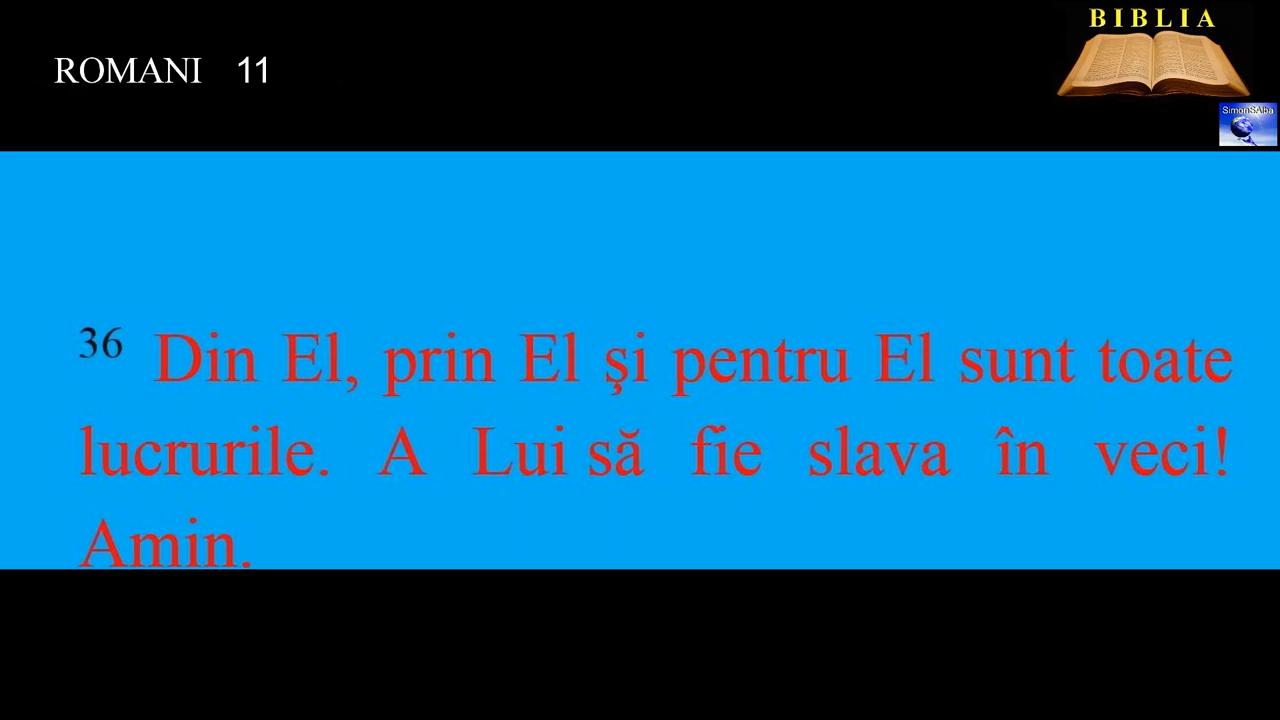 BIBLIA
ROMANI 11
SimonSAlba
36 Din El, prin El şi pentru El sunt toate
lucrurile. A Lui să fie slava în veci!
Amin.